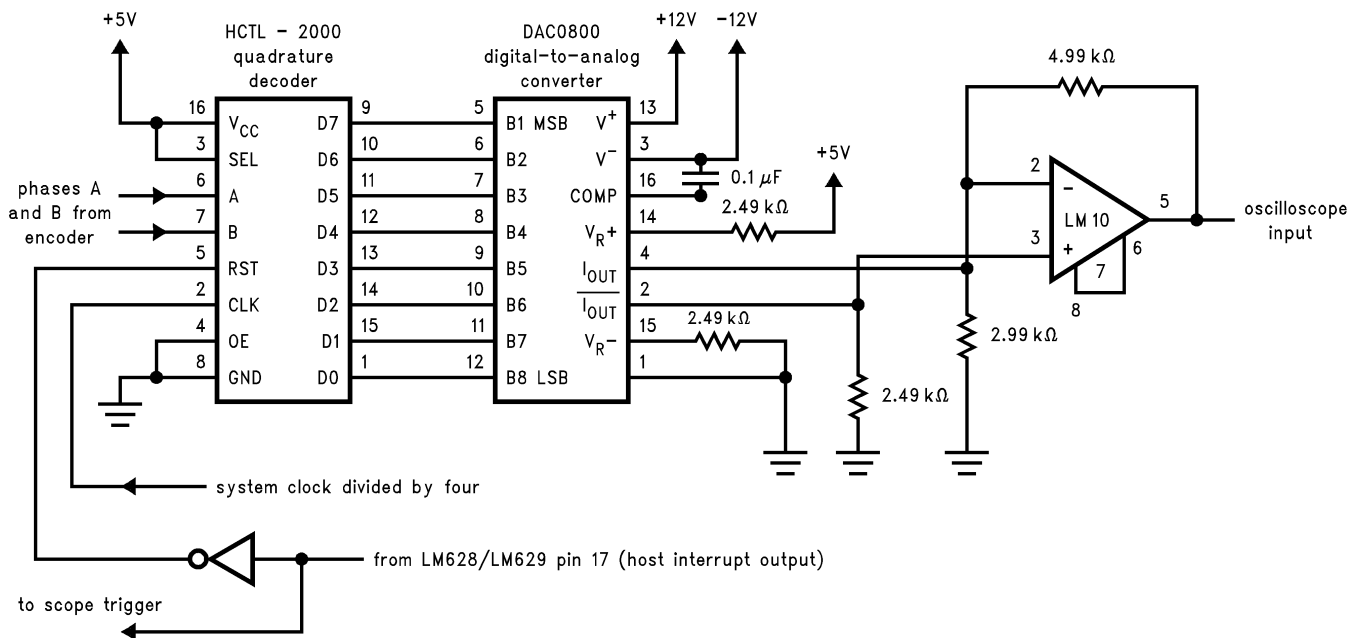 +5V
HCTL - 2000
quadrature
decoder
DAC0800
digital-to-analog
converter
+12V -12V
4.99 kΩ
16 VCC D7 9
3 SEL D6 10
6 A D5 11
7 B D4 12
5 RST D3 13
2 CLK D2 14
4 OE D1 15
8 GND D0 1
phases A
and B from
encoder
5 B1 MSB V+ 13
6 B2 V- 3
7 B3 COMP 16
8 B4 VR+ 14
9 B5 IOUT 4
10 B6 IOUT 2
11 B7 VR- 15
12 B8 LSB 1
0.1 μF
+5V
2.49 kΩ
2.49 kΩ
2.49 kΩ
2.99 kΩ
2 -
LM10
3 +
5
6
7
8
oscilloscope
input
system clock divided by four
from LM628/LM629 pin 17 (host interrupt output)
to scope trigger